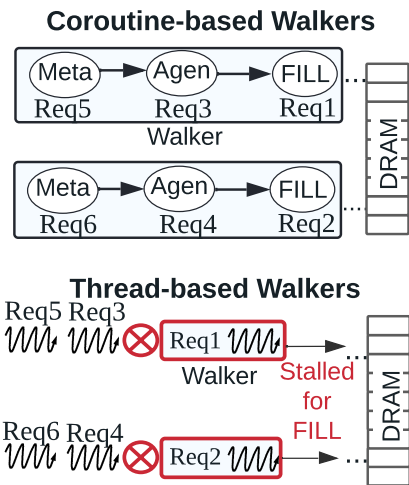 Coroutine-based Walkers
Meta Agen FILL ...
Req5 Req3 Req1
Walker
DRAM
Meta Agen FILL ....
Req6 Req4 Req2
Thread-based Walkers
Req5 Req3
Req1
Walker
Stalled
for
FILL
...
DRAM
Req6 Req4
Req2
...